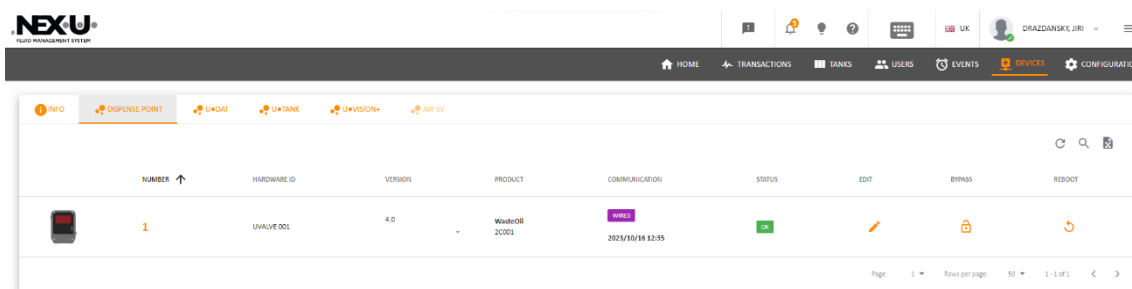 NEX•U•
FLUID MANAGEMENT SYSTEM
5
UK
DRAZDANSKY, JIRI
HOME
TRANSACTIONS
TANKS
USERS
EVENTS
DEVICES
CONFIGURATIO
INFO
DISPENSE POINT
U•DAT
U•TANK
U•VISION+
AIR SV
NUMBER
HARDWARE ID
VERSION
PRODUCT
COMMUNICATION
STATUS
EDIT
BYPASS
REBOOT
1
UVALVE 001
4.0
WasteOil
2C001
WIRED
2023/10/16 12:35
OK
Page: 1
Rows per page: 50
1-1 of 1